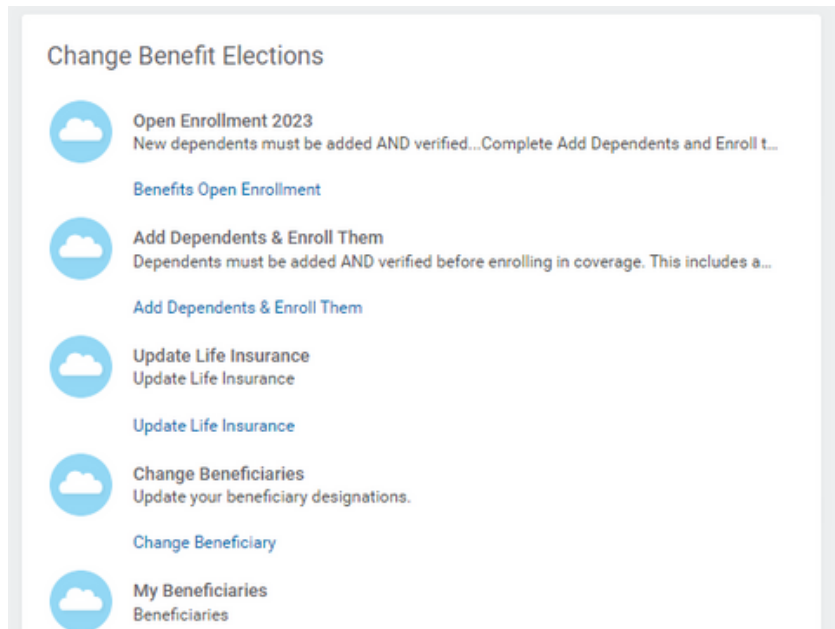 Change Benefit Elections
Open Enrollment 2023
New dependents must be added AND verified...Complete Add Dependents and Enroll t...
Benefits Open Enrollment
Add Dependents & Enroll Them
Dependents must be added AND verified before enrolling in coverage. This includes a...
Add Dependents & Enroll Them
Update Life Insurance
Update Life Insurance
Update Life Insurance
Change Beneficiaries
Update your beneficiary designations.
Change Beneficiary
My Beneficiaries
Beneficiaries